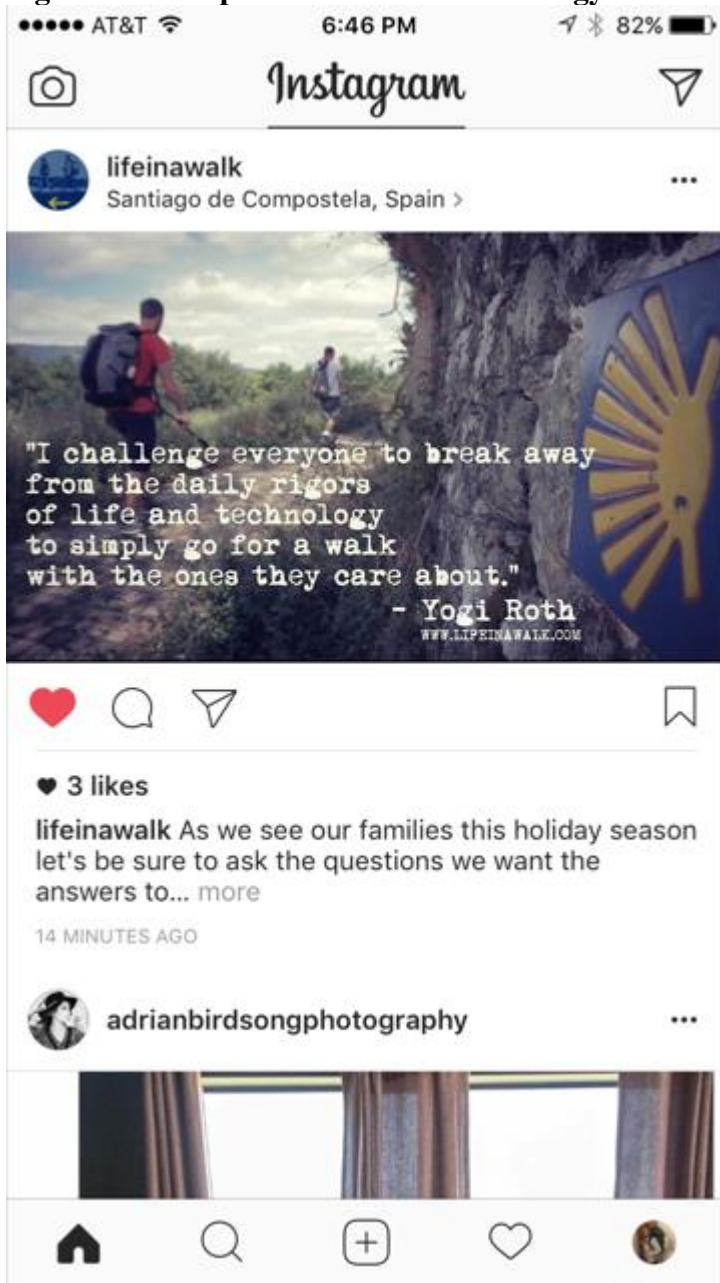 AT&T 6:46 PM 82%
Instagram
lifeinawalk
Santiago de Compostela, Spain >
"I challenge everyone to break away
from the daily rigors
of life and technology
to simply go for a walk
with the ones they care about."
- Yogi Roth
WWW.LIFEINAWALK.COM
3 likes
lifeinawalk As we see our families this holiday season
let's be sure to ask the questions we want the
answers to... more
14 MINUTES AGO
adrianbirdsongphotography